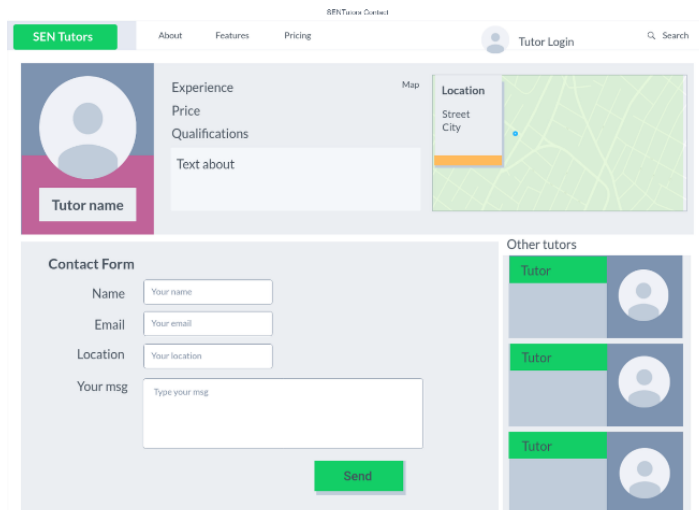 SENTutors Contact
SEN Tutors
About
Features
Pricing
Tutor Login
Search
Tutor name
Experience
Price
Qualifications
Text about
Map
Location
Street
City
Contact Form
Name
Your name
Email
Your email
Location
Your location
Your msg
Type your msg
Send
Other tutors
Tutor
Tutor
Tutor